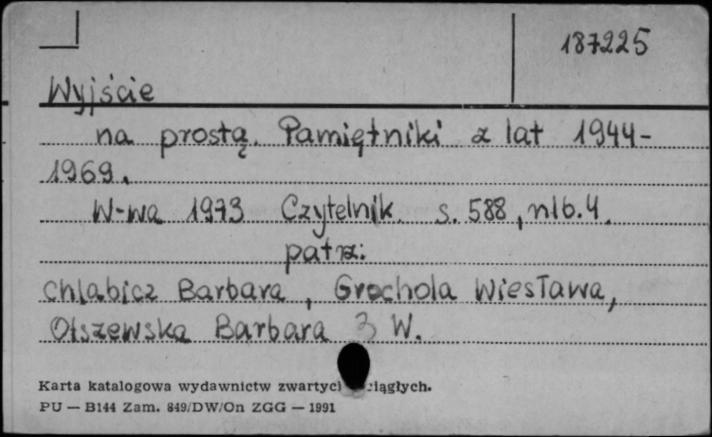 187225
Wyjście
na prostą. Pamiętniki z lat 1944-
1969.
W-wa 1973 Czytelnik s. 588, nlb. 4.
patrz:
Chlabicz Barbara, Grochola Wiesława,
Olszewska Barbara 3 W.
Karta katalogowa wydawnictw ciągłych.
PU — B144 Zam. 849/DW/On ZGG — 1991